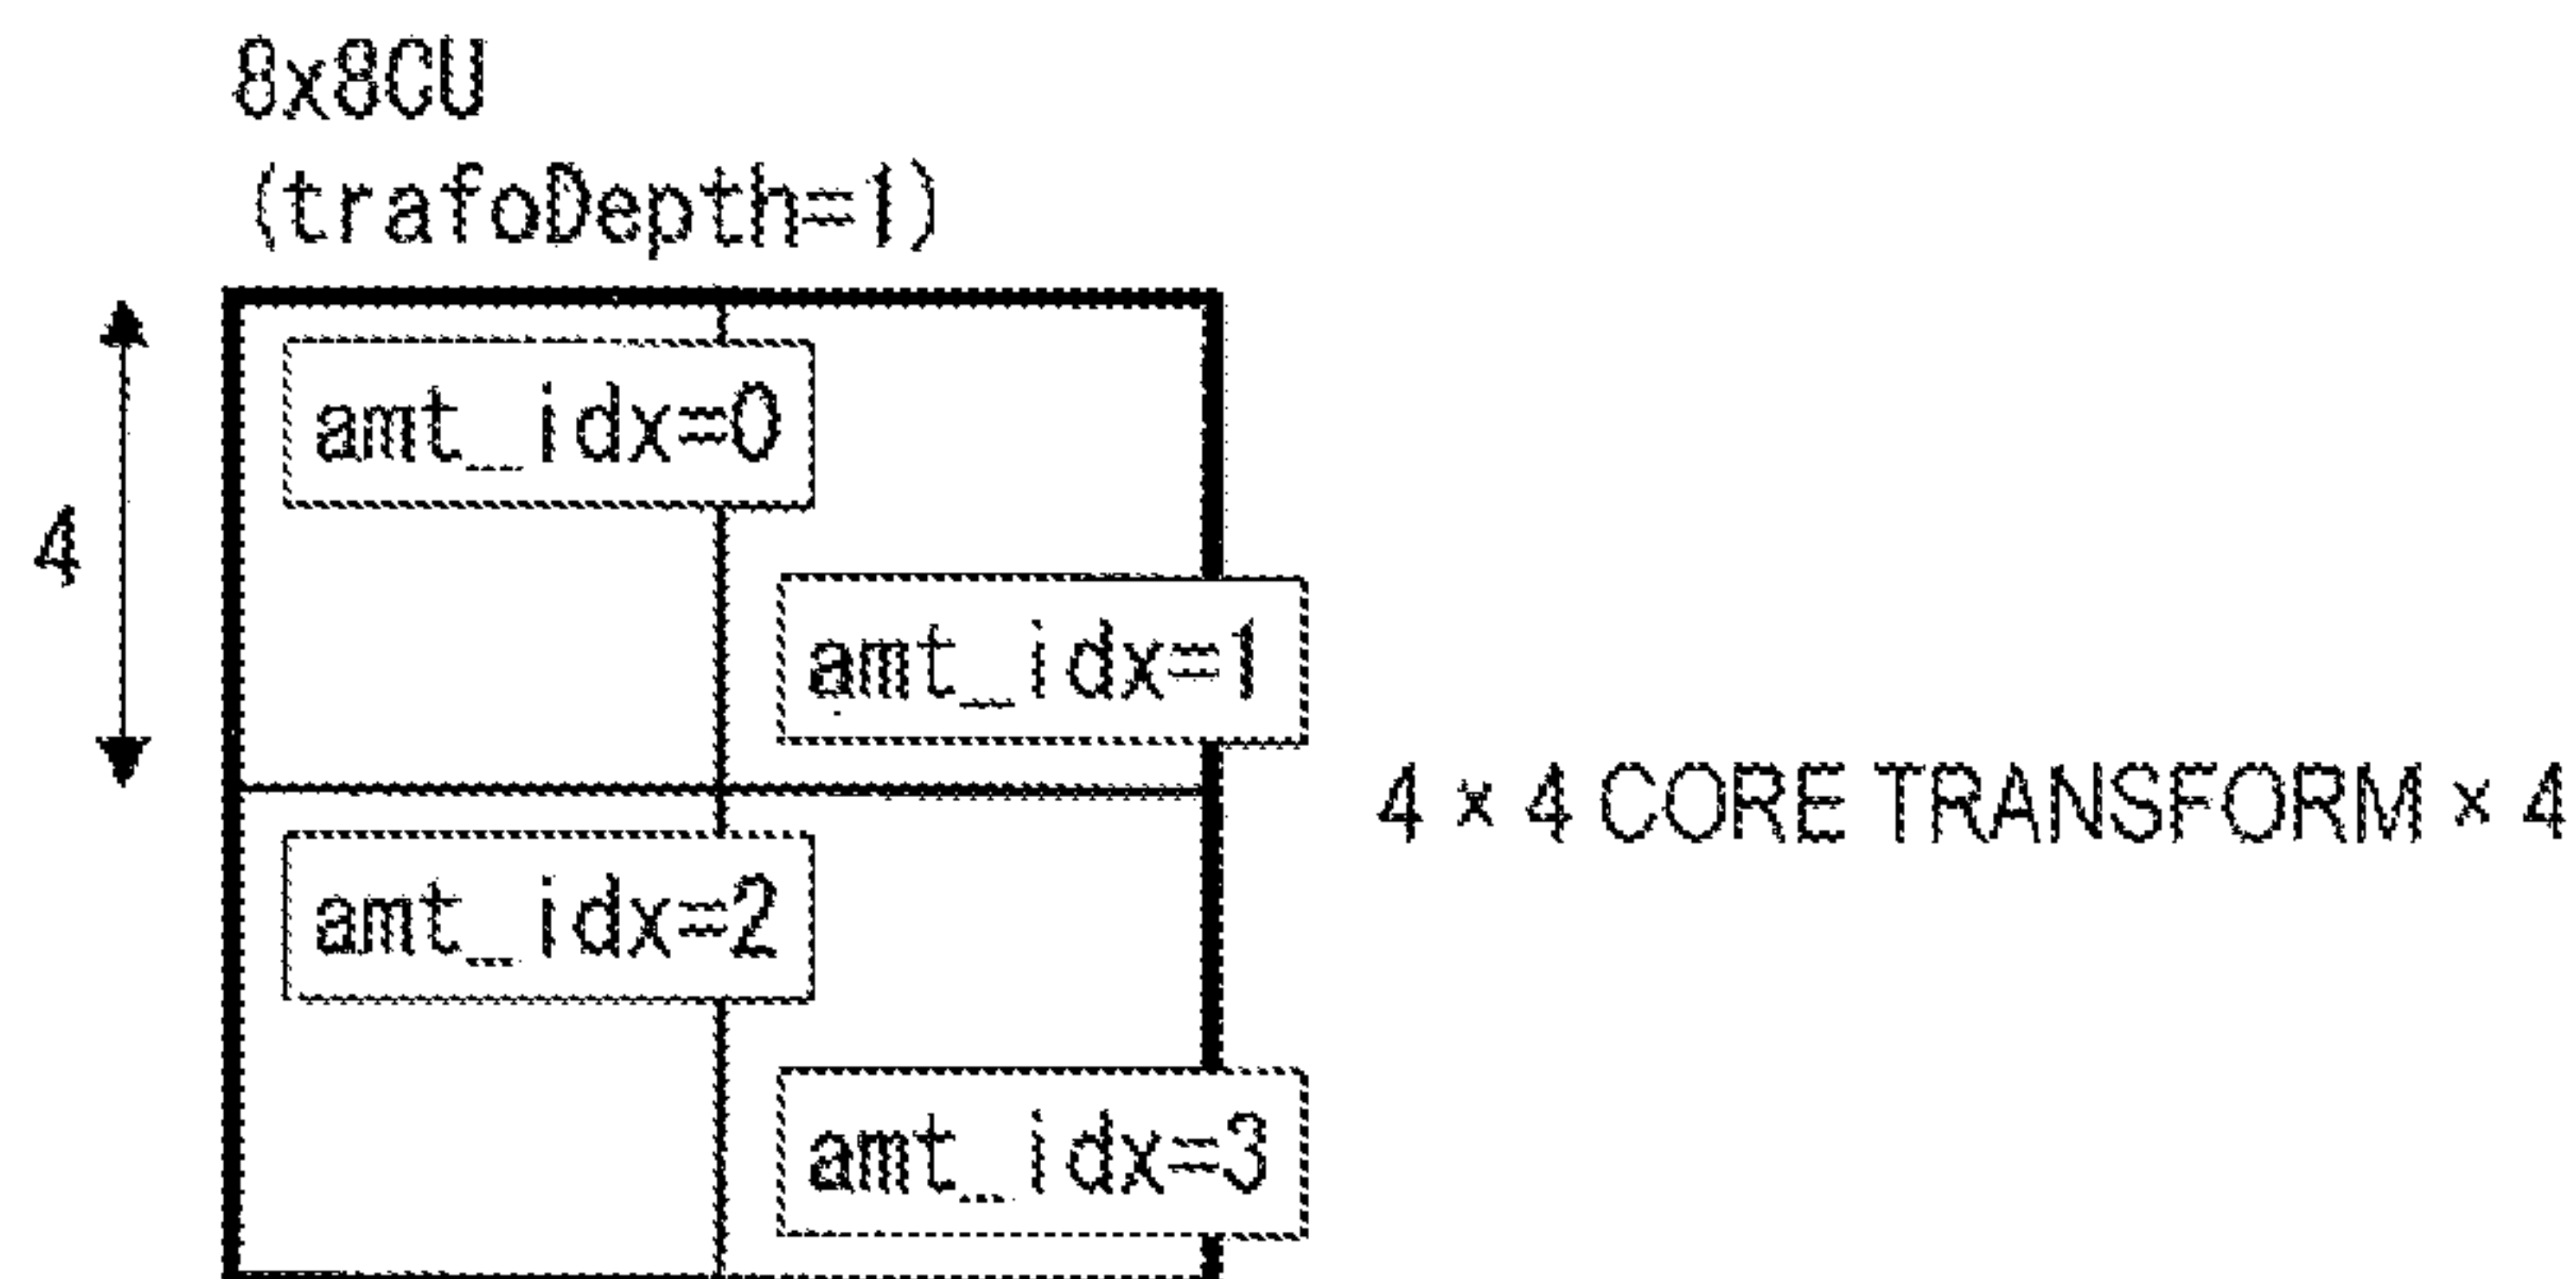 8x8CU
(trafoDepth=1)
amt_idx=0
4
amt_idx=1
4 × 4 CORE TRANSFORM × 4
amt_idx=2
amt_idx=3